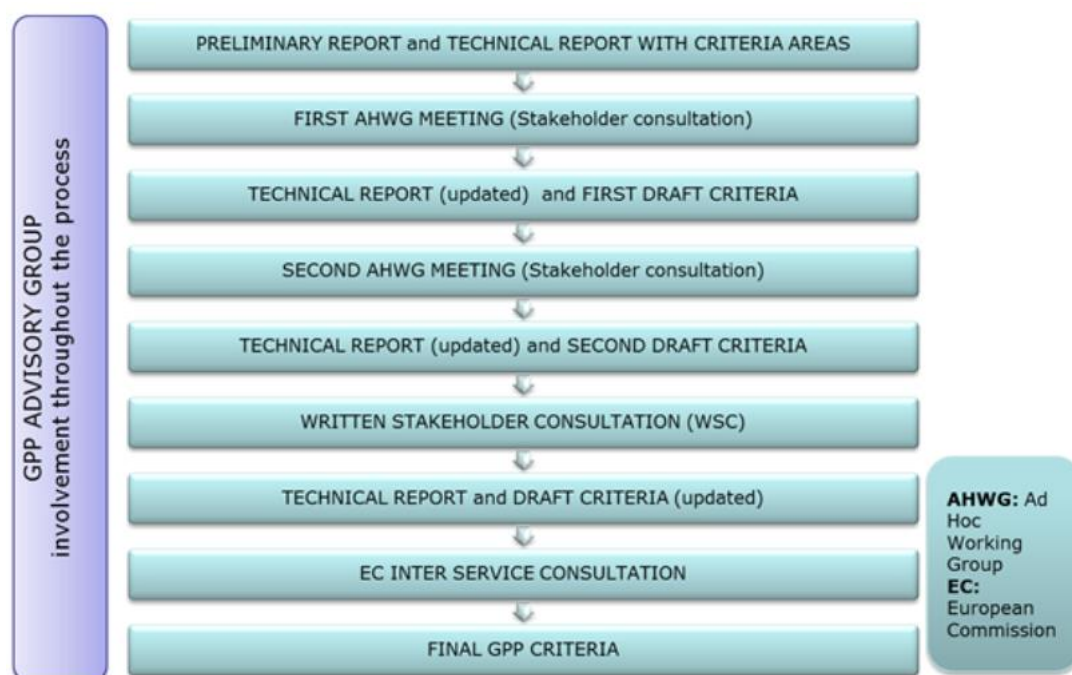 GPP ADVISORY GROUP
involvement throughout the process
PRELIMINARY REPORT and TECHNICAL REPORT WITH CRITERIA AREAS
FIRST AHWG MEETING (Stakeholder consultation)
TECHNICAL REPORT (updated) and FIRST DRAFT CRITERIA
SECOND AHWG MEETING (Stakeholder consultation)
TECHNICAL REPORT (updated) and SECOND DRAFT CRITERIA
WRITTEN STAKEHOLDER CONSULTATION (WSC)
TECHNICAL REPORT and DRAFT CRITERIA (updated)
EC INTER SERVICE CONSULTATION
FINAL GPP CRITERIA
AHWG: Ad
Hoc
Working
Group
EC:
European
Commission